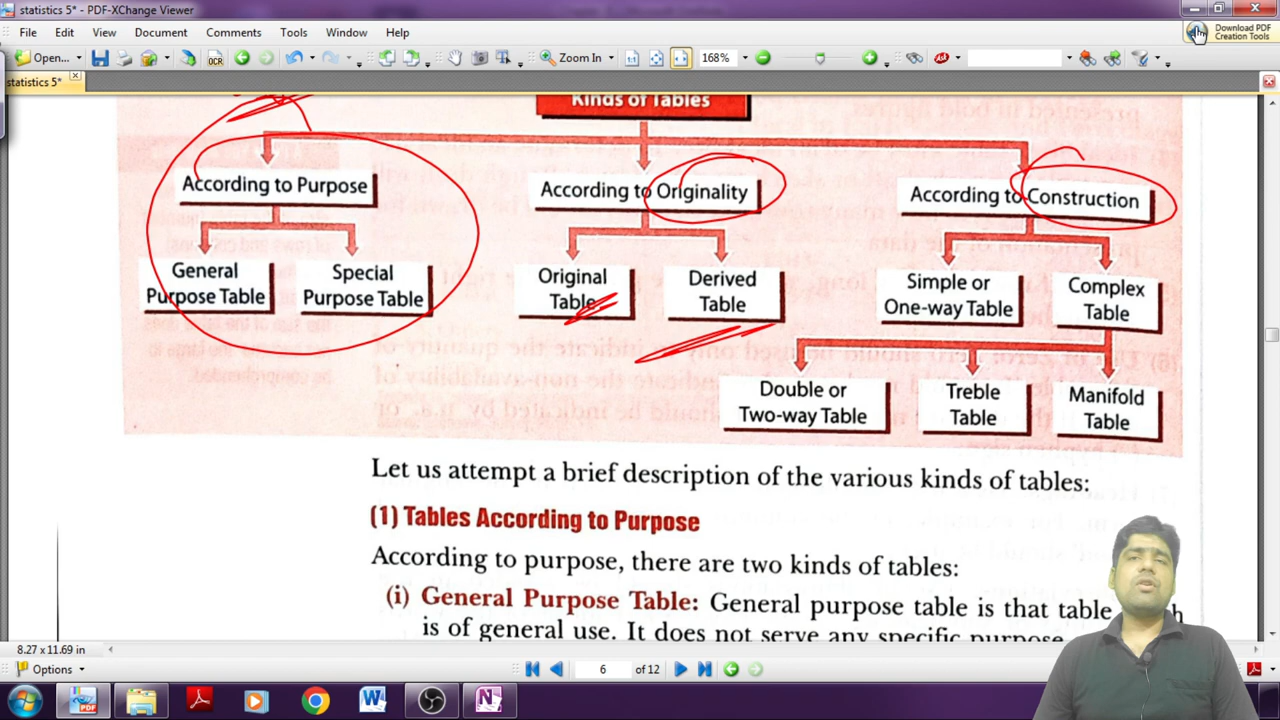 statistics 5* - PDF-XChange Viewer
File Edit View Document Comments Tools Window Help
Download PDF
Creation Tools
Open...
OCR
Zoom In
168%
statistics 5*
Kinds of Tables
According to Purpose
According to Originality
According to Construction
General
Purpose Table
Special
Purpose Table
Original
Table
Derived
Table
Simple or
One-way Table
Complex
Table
Double or
Two-way Table
Treble
Table
Manifold
Table
Let us attempt a brief description of the various kinds of tables:
(1) Tables According to Purpose
According to purpose, there are two kinds of tables:
(i) General Purpose Table: General purpose table is that table
is of general use. It does not serve any specific purpose
8.27 x 11.69 in
Options
6 of 12